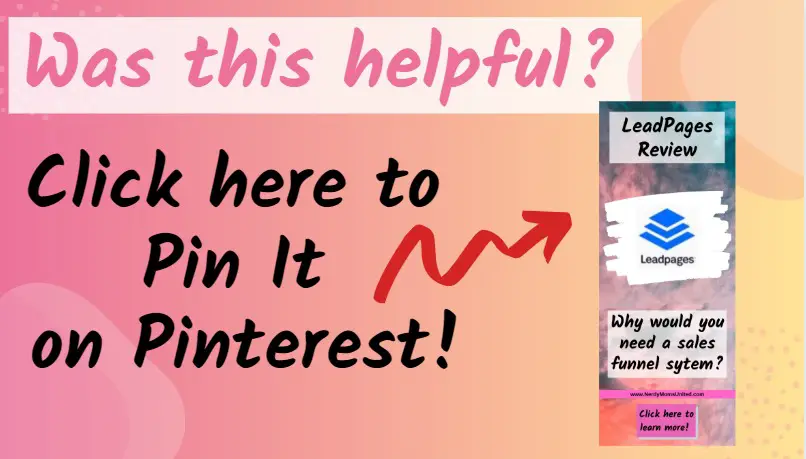 Was this helpful?
Click here to
Pin It
on Pinterest!
LeadPages
Review
Leadpages
Why would you
need a sales
funnel sytem?
www.NerdyMomsUnited.com
Click here to
learn more!